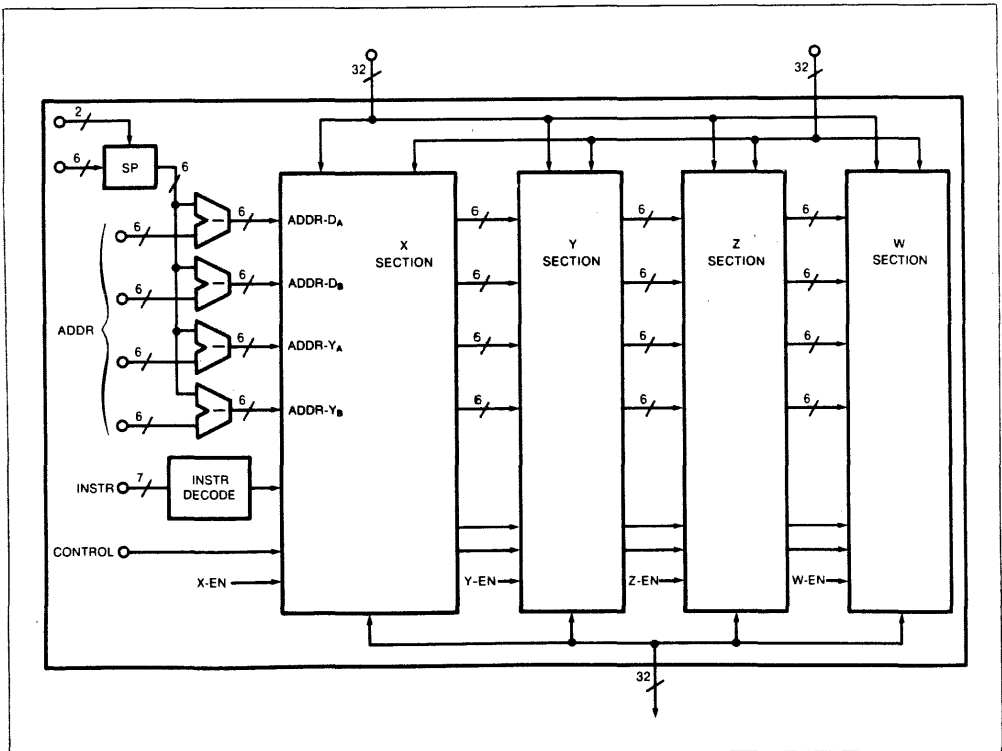 32 32
2
6 SP 6
6 6 ADDR-DA 6 6 6
X SECTION
Y SECTION
Z SECTION
W SECTION
6 6 ADDR-DB 6 6 6
ADDR
6 6 ADDR-YA 6 6 6
6 6 ADDR-YB 6 6 6
INSTR 7 INSTR DECODE
CONTROL
X-EN Y-EN Z-EN W-EN
32